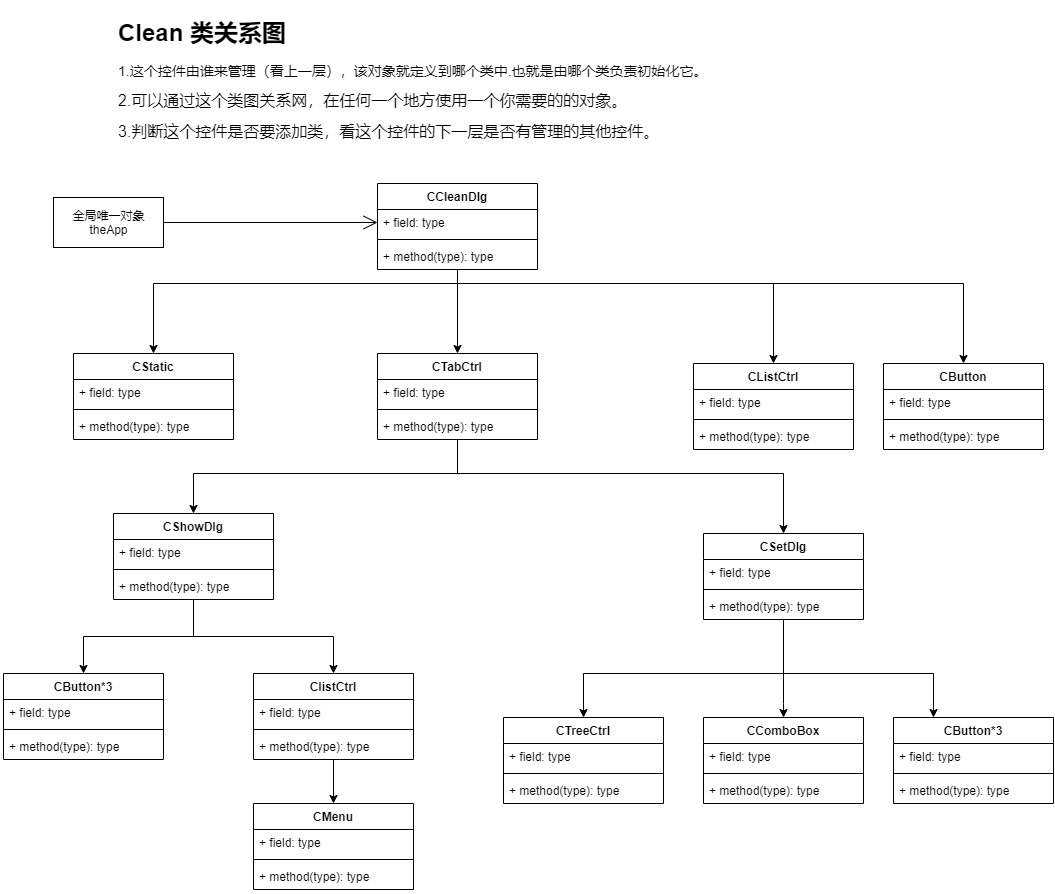 Clean 类关系图
1.这个控件由谁来管理（看上一层），该对象就定义到哪个类中.也就是由哪个类负责初始化它。
2.可以通过这个类图关系网，在任何一个地方使用一个你需要的的对象。
3.判断这个控件是否要添加类，看这个控件的下一层是否有管理的其他控件。
全局唯一对象
theApp
CCleanDlg
+ field: type
+ method(type): type
CStatic
+ field: type
+ method(type): type
CTabCtrl
+ field: type
+ method(type): type
CListCtrl
+ field: type
+ method(type): type
CButton
+ field: type
+ method(type): type
CShowDlg
+ field: type
+ method(type): type
CSetDlg
+ field: type
+ method(type): type
CButton*3
+ field: type
+ method(type): type
ClistCtrl
+ field: type
+ method(type): type
CTreeCtrl
+ field: type
+ method(type): type
CComboBox
+ field: type
+ method(type): type
CButton*3
+ field: type
+ method(type): type
CMenu
+ field: type
+ method(type): type